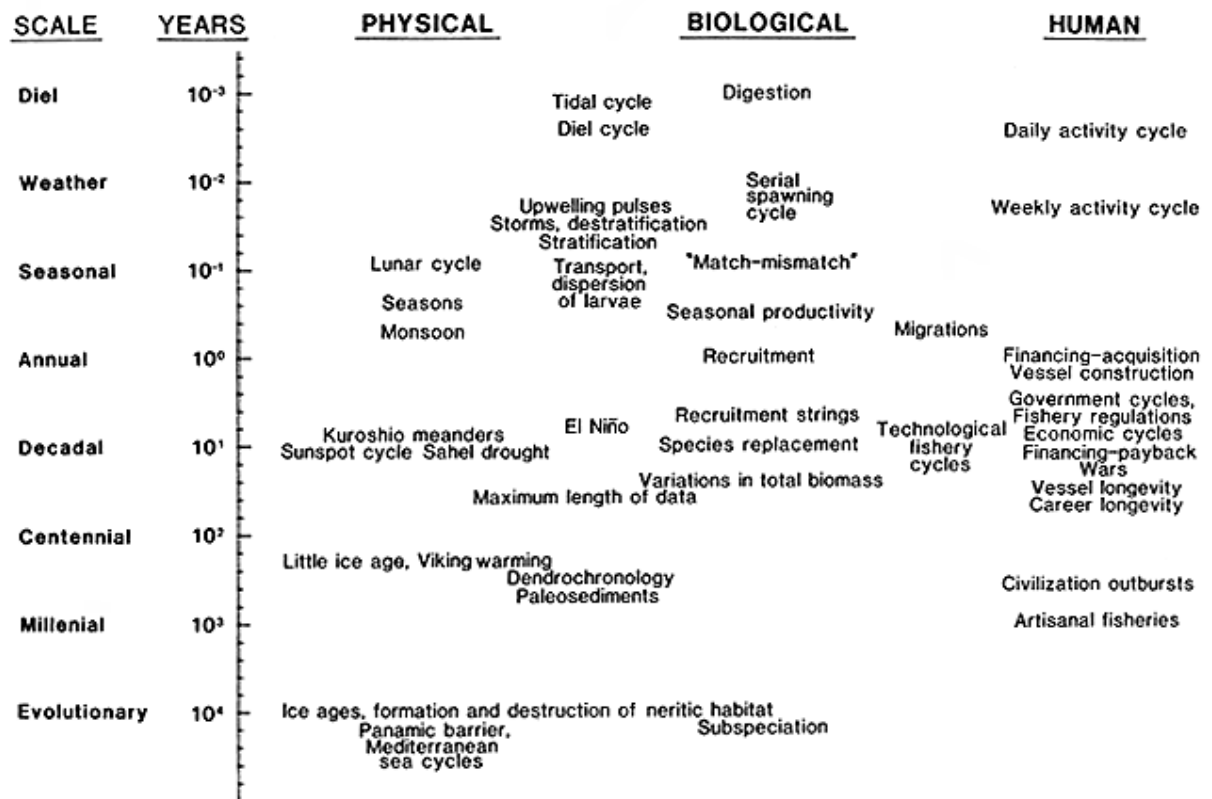 SCALE YEARS PHYSICAL BIOLOGICAL HUMAN
Diel 10⁻³ Digestion
Tidal cycle
Diel cycle Daily activity cycle
Weather 10⁻² Serial
spawning
cycle
Upwelling pulses Weekly activity cycle
Storms, destratification
Stratification
Seasonal 10⁻¹ Lunar cycle Transport, "Match-mismatch"
dispersion
of larvae
Seasons
Seasonal productivity
Monsoon Migrations
Annual 10⁰ Recruitment Financing-acquisition
Vessel construction
Government cycles,
Recruitment strings Fishery regulations
El Niño Technological
fishery
cycles
Economic cycles
Kuroshio meanders
Decadal 10¹ Sunspot cycle Sahel drought Species replacement Financing-payback
Wars
Variations in total biomass Vessel longevity
Maximum length of data Career longevity
Centennial 10²
Little ice age, Viking warming
Dendrochronology Civilization outbursts
Paleosediments
Millenial 10³ Artisanal fisheries
Evolutionary 10⁴ Ice ages, formation and destruction of neritic habitat
Panamic barrier, Subspeciation
Mediterranean
sea cycles